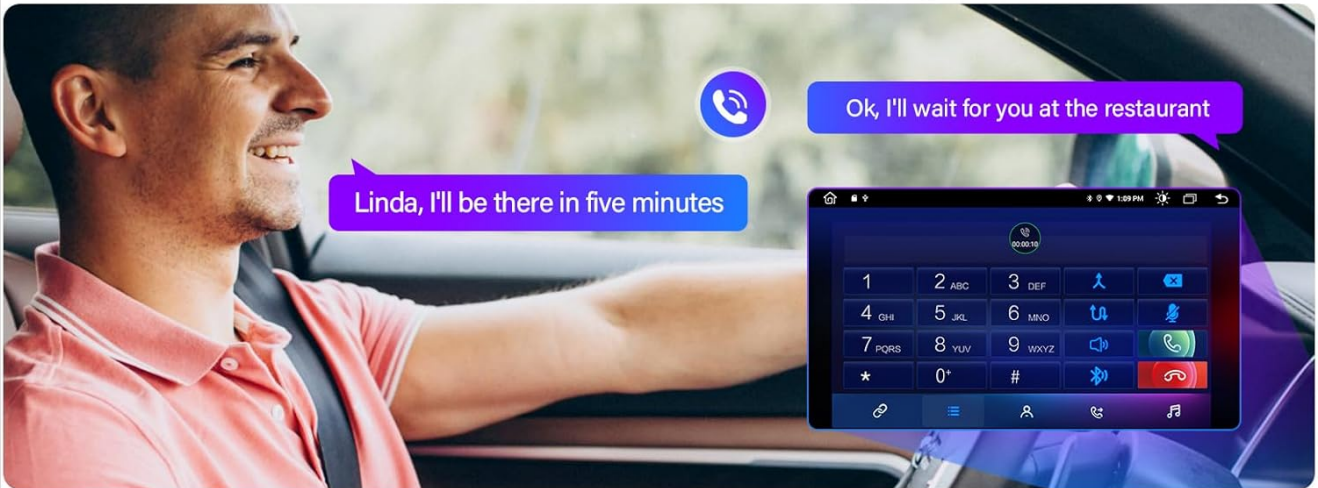 Ok, I'll wait for you at the restaurant
Linda, I'll be there in five minutes
1:09 PM
00:00:10
1 2 ABC 3 DEF
4 GHI 5 JKL 6 MNO
7 PQRS 8 YUV 9 WXYZ
* 0+ #